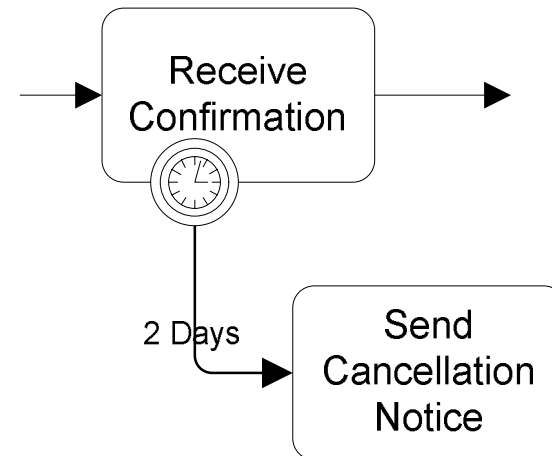 Receive
Confirmation
2 Days
Send
Cancellation
Notice